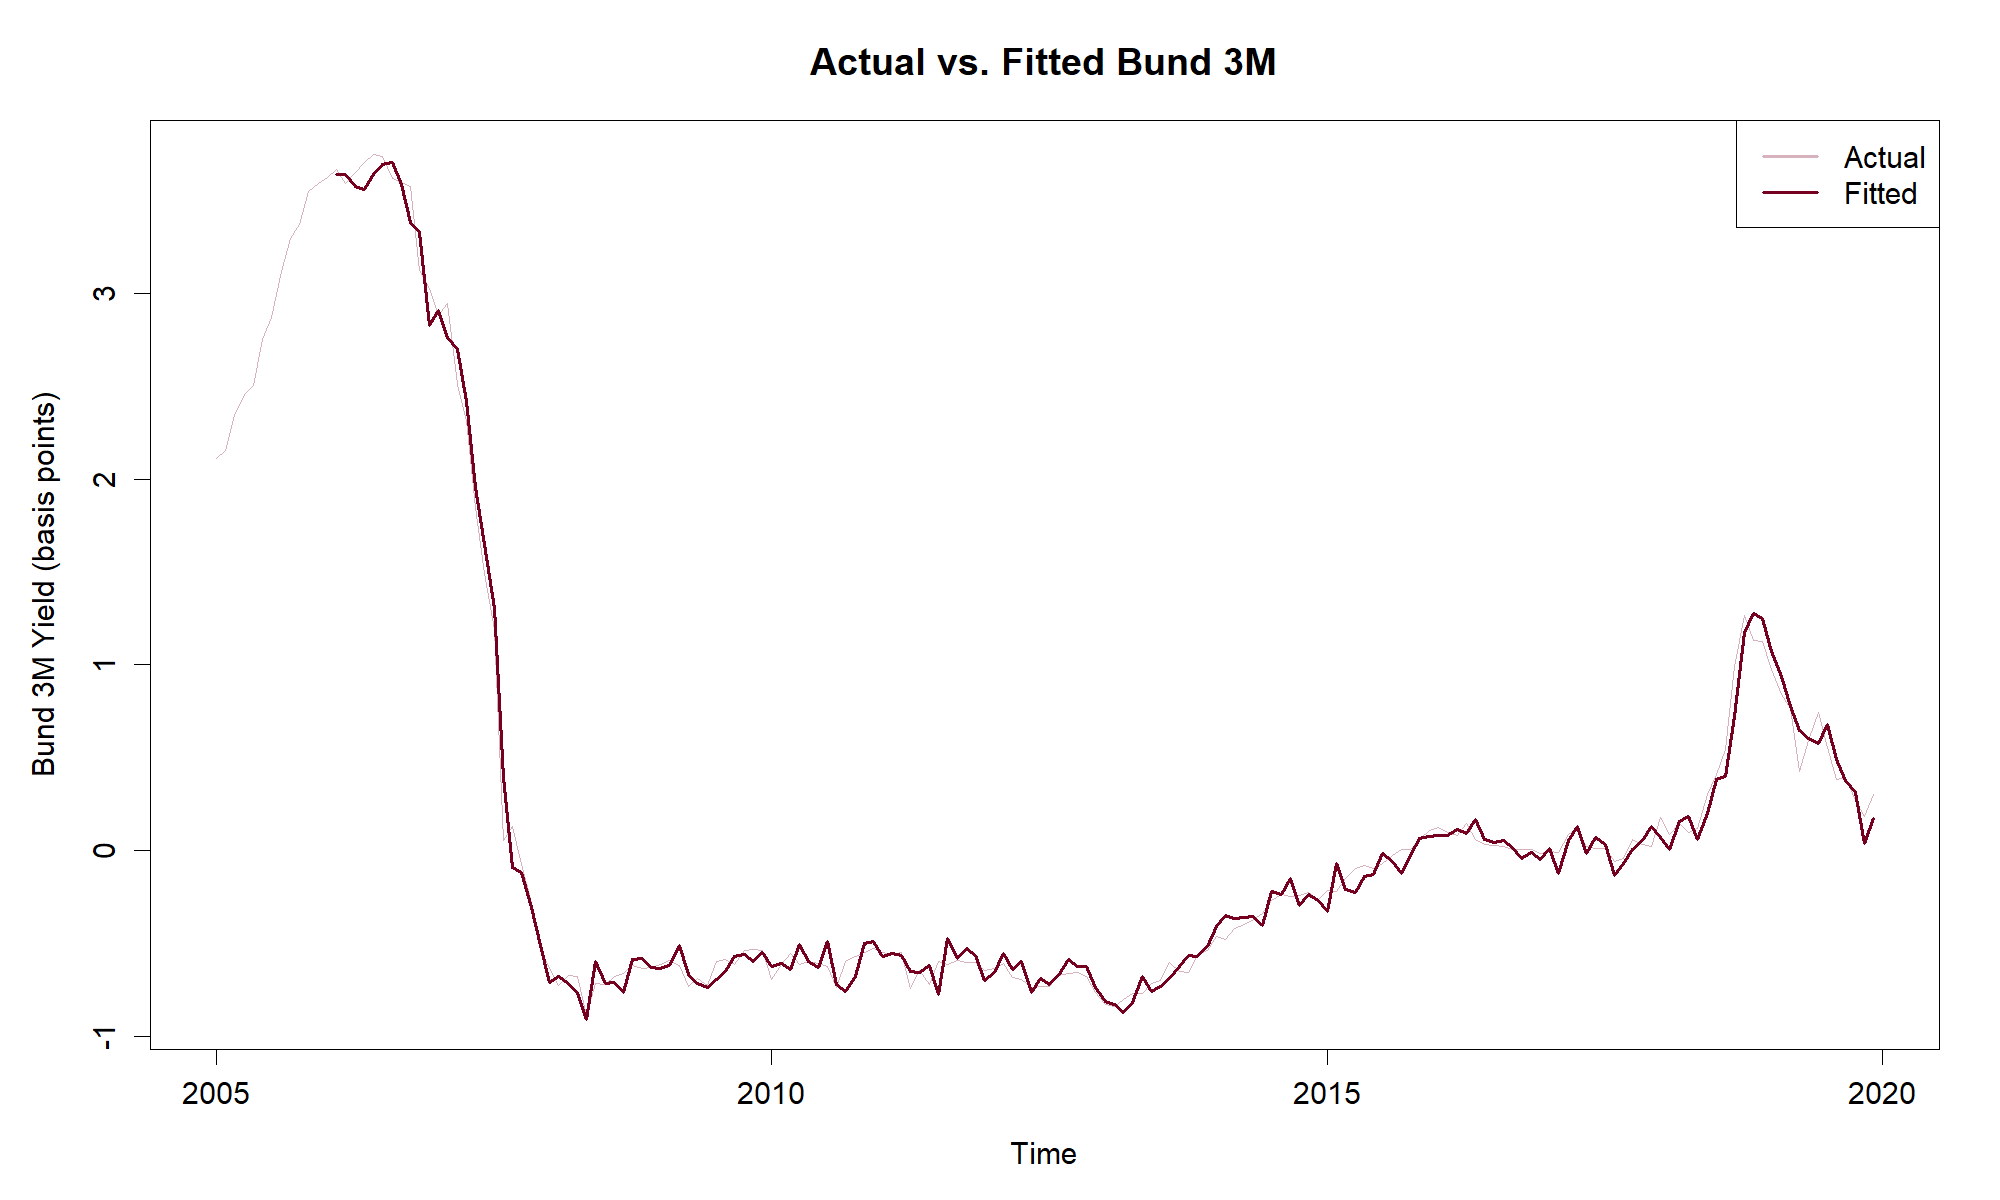 Actual vs. Fitted Bund 3M
Actual
Fitted
Bund 3M Yield (basis points)
3
2
1
0
-1
2005
2010
2015
2020
Time